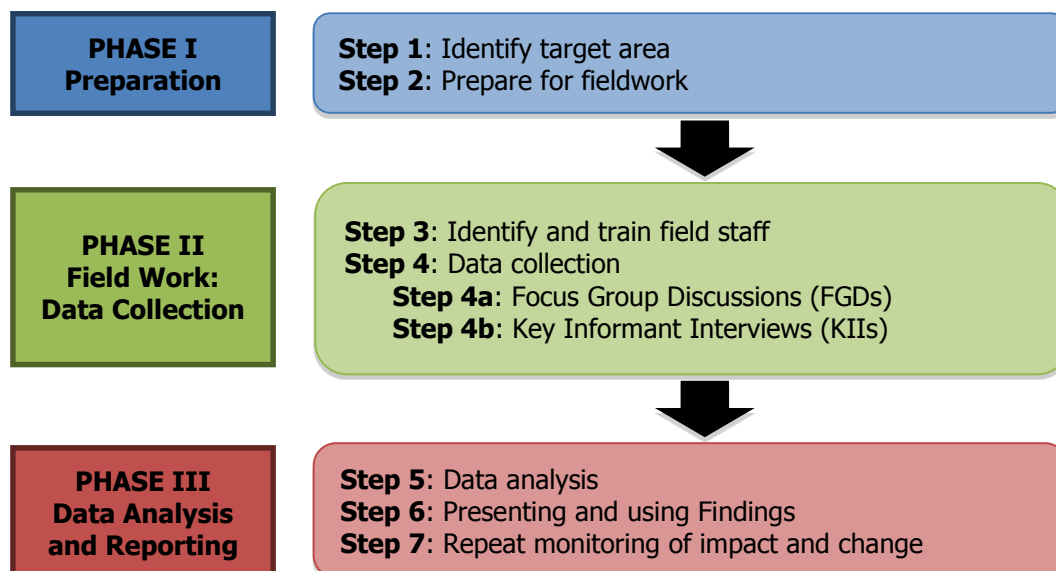 PHASE I
Preparation
Step 1: Identify target area
Step 2: Prepare for fieldwork
PHASE II
Field Work:
Data Collection
Step 3: Identify and train field staff
Step 4: Data collection
Step 4a: Focus Group Discussions (FGDs)
Step 4b: Key Informant Interviews (KIIs)
PHASE III
Data Analysis
and Reporting
Step 5: Data analysis
Step 6: Presenting and using Findings
Step 7: Repeat monitoring of impact and change